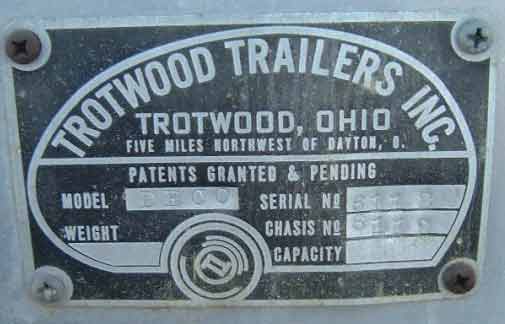 TROTWOOD TRAILERS INC.
TROTWOOD, OHIO
FIVE MILES NORTHWEST OF DAYTON, O.
PATENTS GRANTED & PENDING
MODEL
SERIAL Nº
WEIGHT
CHASIS Nº
CAPACITY